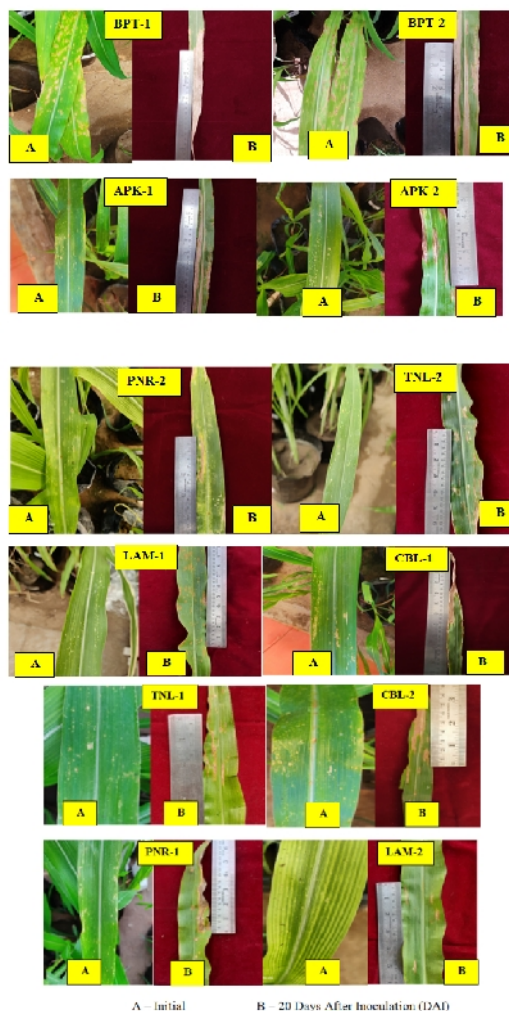 BPT-1
BPT-2
A
B
A
B
APK-1
APK-2
A
B
A
B
PNR-2
TNL-2
A
B
A
B
LAM-1
CBL-1
A
B
A
B
TNL-1
CBL-2
A
B
A
B
PNR-1
LAM-2
A
B
A
B
A – Initial B – 20 Days After Inoculation (DAI)